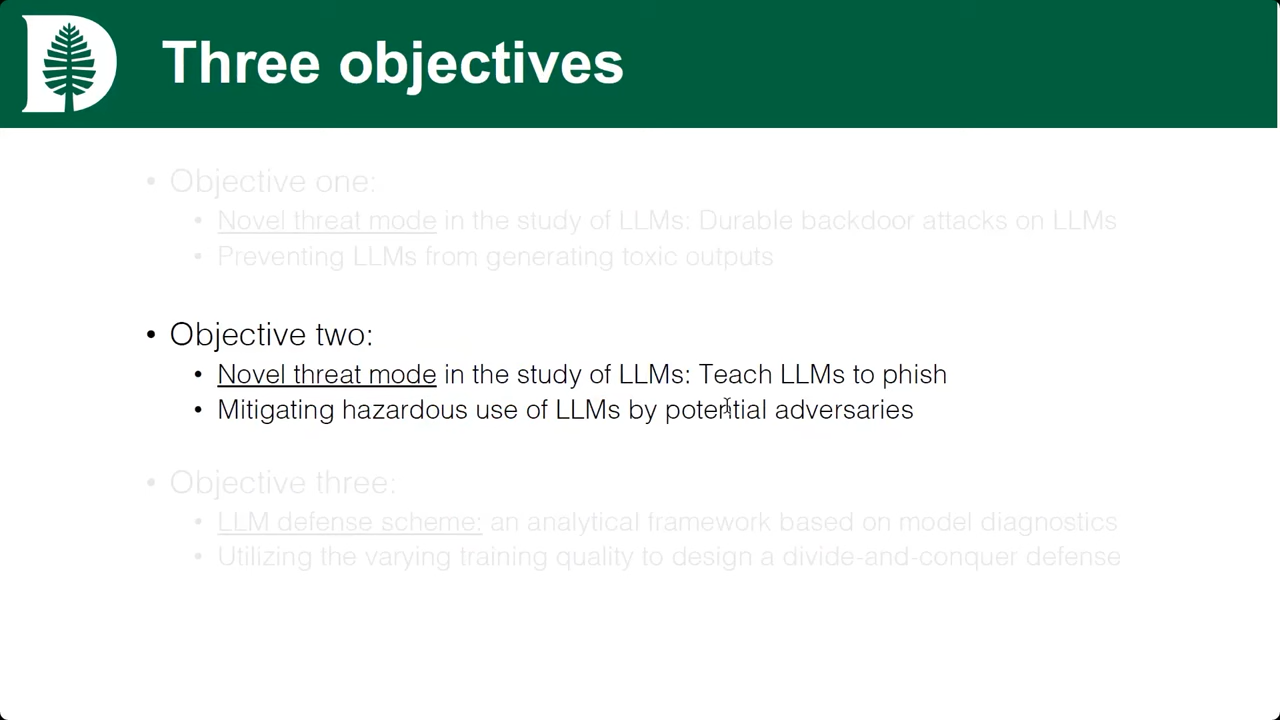 Three objectives
• Objective one:
• Novel threat mode in the study of LLMs: Durable backdoor attacks on LLMs
• Preventing LLMs from generating toxic outputs
• Objective two:
• Novel threat mode in the study of LLMs: Teach LLMs to phish
• Mitigating hazardous use of LLMs by potential adversaries
• Objective three:
• LLM defense scheme: an analytical framework based on model diagnostics
• Utilizing the varying training quality to design a divide-and-conquer defense